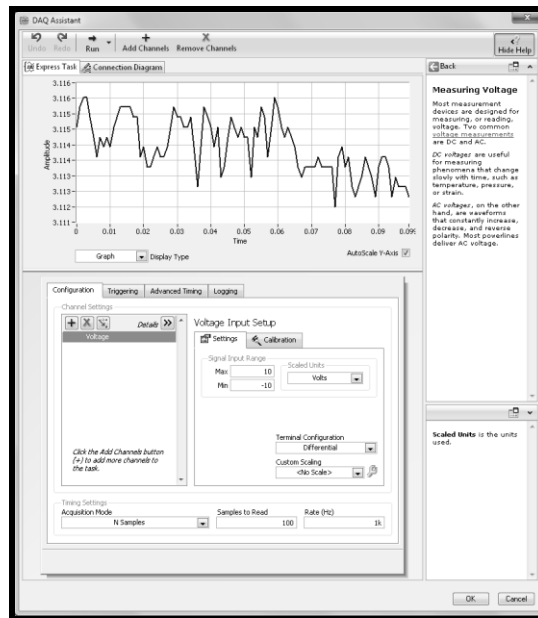 DAQ Assistant
Undo Redo Run Add Channels Remove Channels Hide Help
Express Task Connection Diagram
3.116-
3.115-
3.115-
3.114-
3.114-
3.113-
3.112-
3.112-
3.111-
Amplitude
0 0.01 0.02 0.03 0.04 0.05 0.06 0.07 0.08 0.09 0.099
Time
Graph Display Type AutoScale Y-Axis
Configuration Triggering Advanced Timing Logging
Channel Settings
Details
Voltage
Click the Add Channels button
(+) to add more channels to
the task.
Voltage Input Setup
Settings Calibration
Signal Input Range
Max 10
Min -10
Scaled Units
Volts
Terminal Configuration
Differential
Custom Scaling
<No Scale>
Timing Settings
Acquisition Mode Samples to Read Rate (Hz)
N Samples 100 1k
Back
Measuring Voltage
Most measurement
devices are designed for
measuring, or reading,
voltage. Two common
voltage measurements
are DC and AC.
DC voltages are useful
for measuring
phenomena that change
slowly with time, such as
temperature, pressure,
or strain.
AC voltages, on the other
hand, are waveforms
that constantly increase,
decrease, and reverse
polarity. Most powerlines
deliver AC voltage.
Scaled Units is the units
used.
OK Cancel